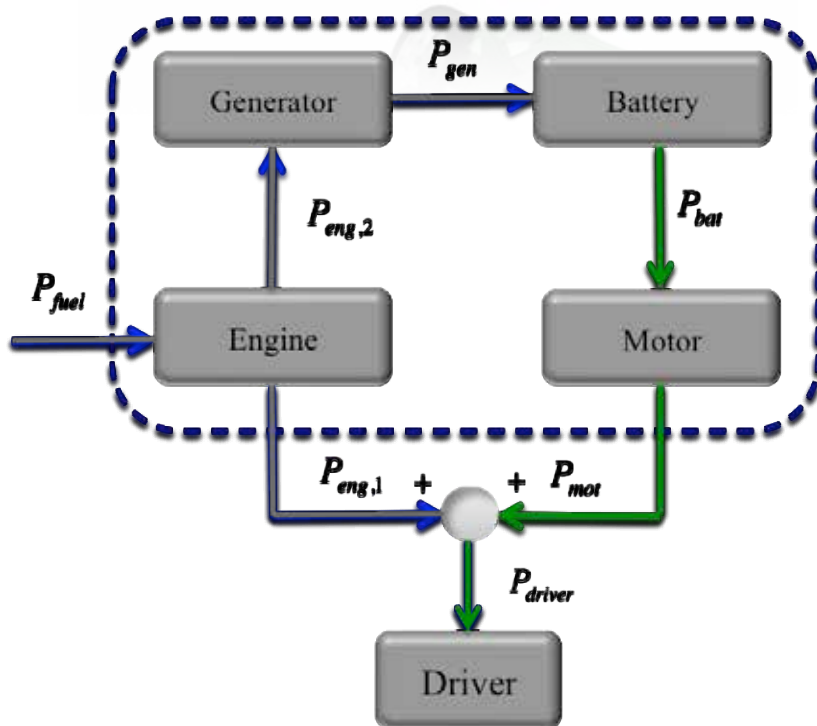 P_gen
Generator
Battery
P_eng,2
P_bat
P_fuel
Engine
Motor
P_eng,1
+
+
P_mot
P_driver
Driver